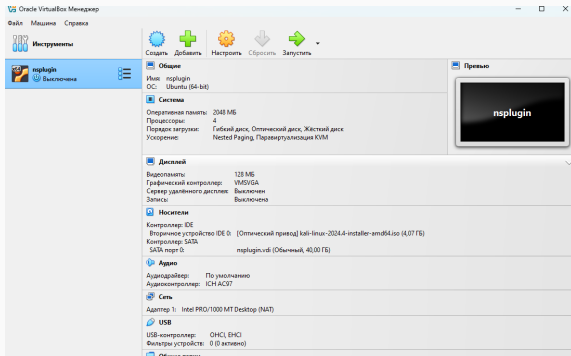 Oracle VirtualBox Менеджер
Файл Машина Справка
Инструменты
Создать Добавить Настроить Сбросить Запустить
nsplugin
Выключена
Общие
Имя nsplugin
ОС: Ubuntu (64-bit)
Система
Оперативная память: 2048 МБ
Процессоры: 4
Порядок загрузки: Гибкий диск, Оптический диск, Жёсткий диск
Ускорение: Nested Paging, Паравиртуализация KVM
Превью
nsplugin
Дисплей
Видеопамять: 128 МБ
Графический контроллер: VMSVGA
Сервер удалённого дисплея: Выключен
Запись: Выключена
Носители
Контроллер: IDE
Вторичное устройство IDE 0: [Оптический привод] kali-linux-2024.4-installer-amd64.iso (4,07 ГБ)
Контроллер: SATA
SATA порт 0: nsplugin.vdi (Обычный, 40,00 ГБ)
Аудио
Аудиодрайвер: По умолчанию
Аудиоконтроллер: ICH AC97
Сеть
Адаптер 1: Intel PRO/1000 MT Desktop (NAT)
USB
USB-контроллер: OHCI, EHCI
Фильтры устройств: 0 (0 активно)